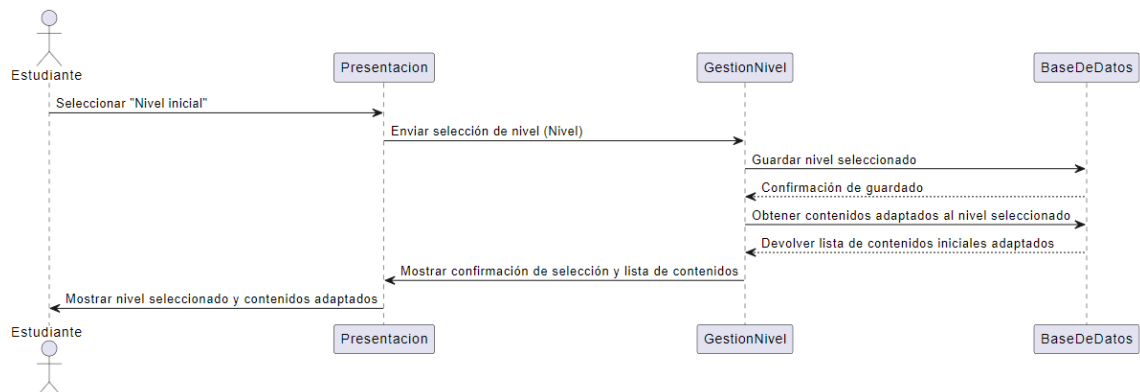 Estudiante
Presentacion
GestionNivel
BaseDeDatos
Seleccionar "Nivel inicial"
Enviar selección de nivel (Nivel)
Guardar nivel seleccionado
Confirmación de guardado
Obtener contenidos adaptados al nivel seleccionado
Devolver lista de contenidos iniciales adaptados
Mostrar confirmación de selección y lista de contenidos
Mostrar nivel seleccionado y contenidos adaptados
Estudiante
Presentacion
GestionNivel
BaseDeDatos